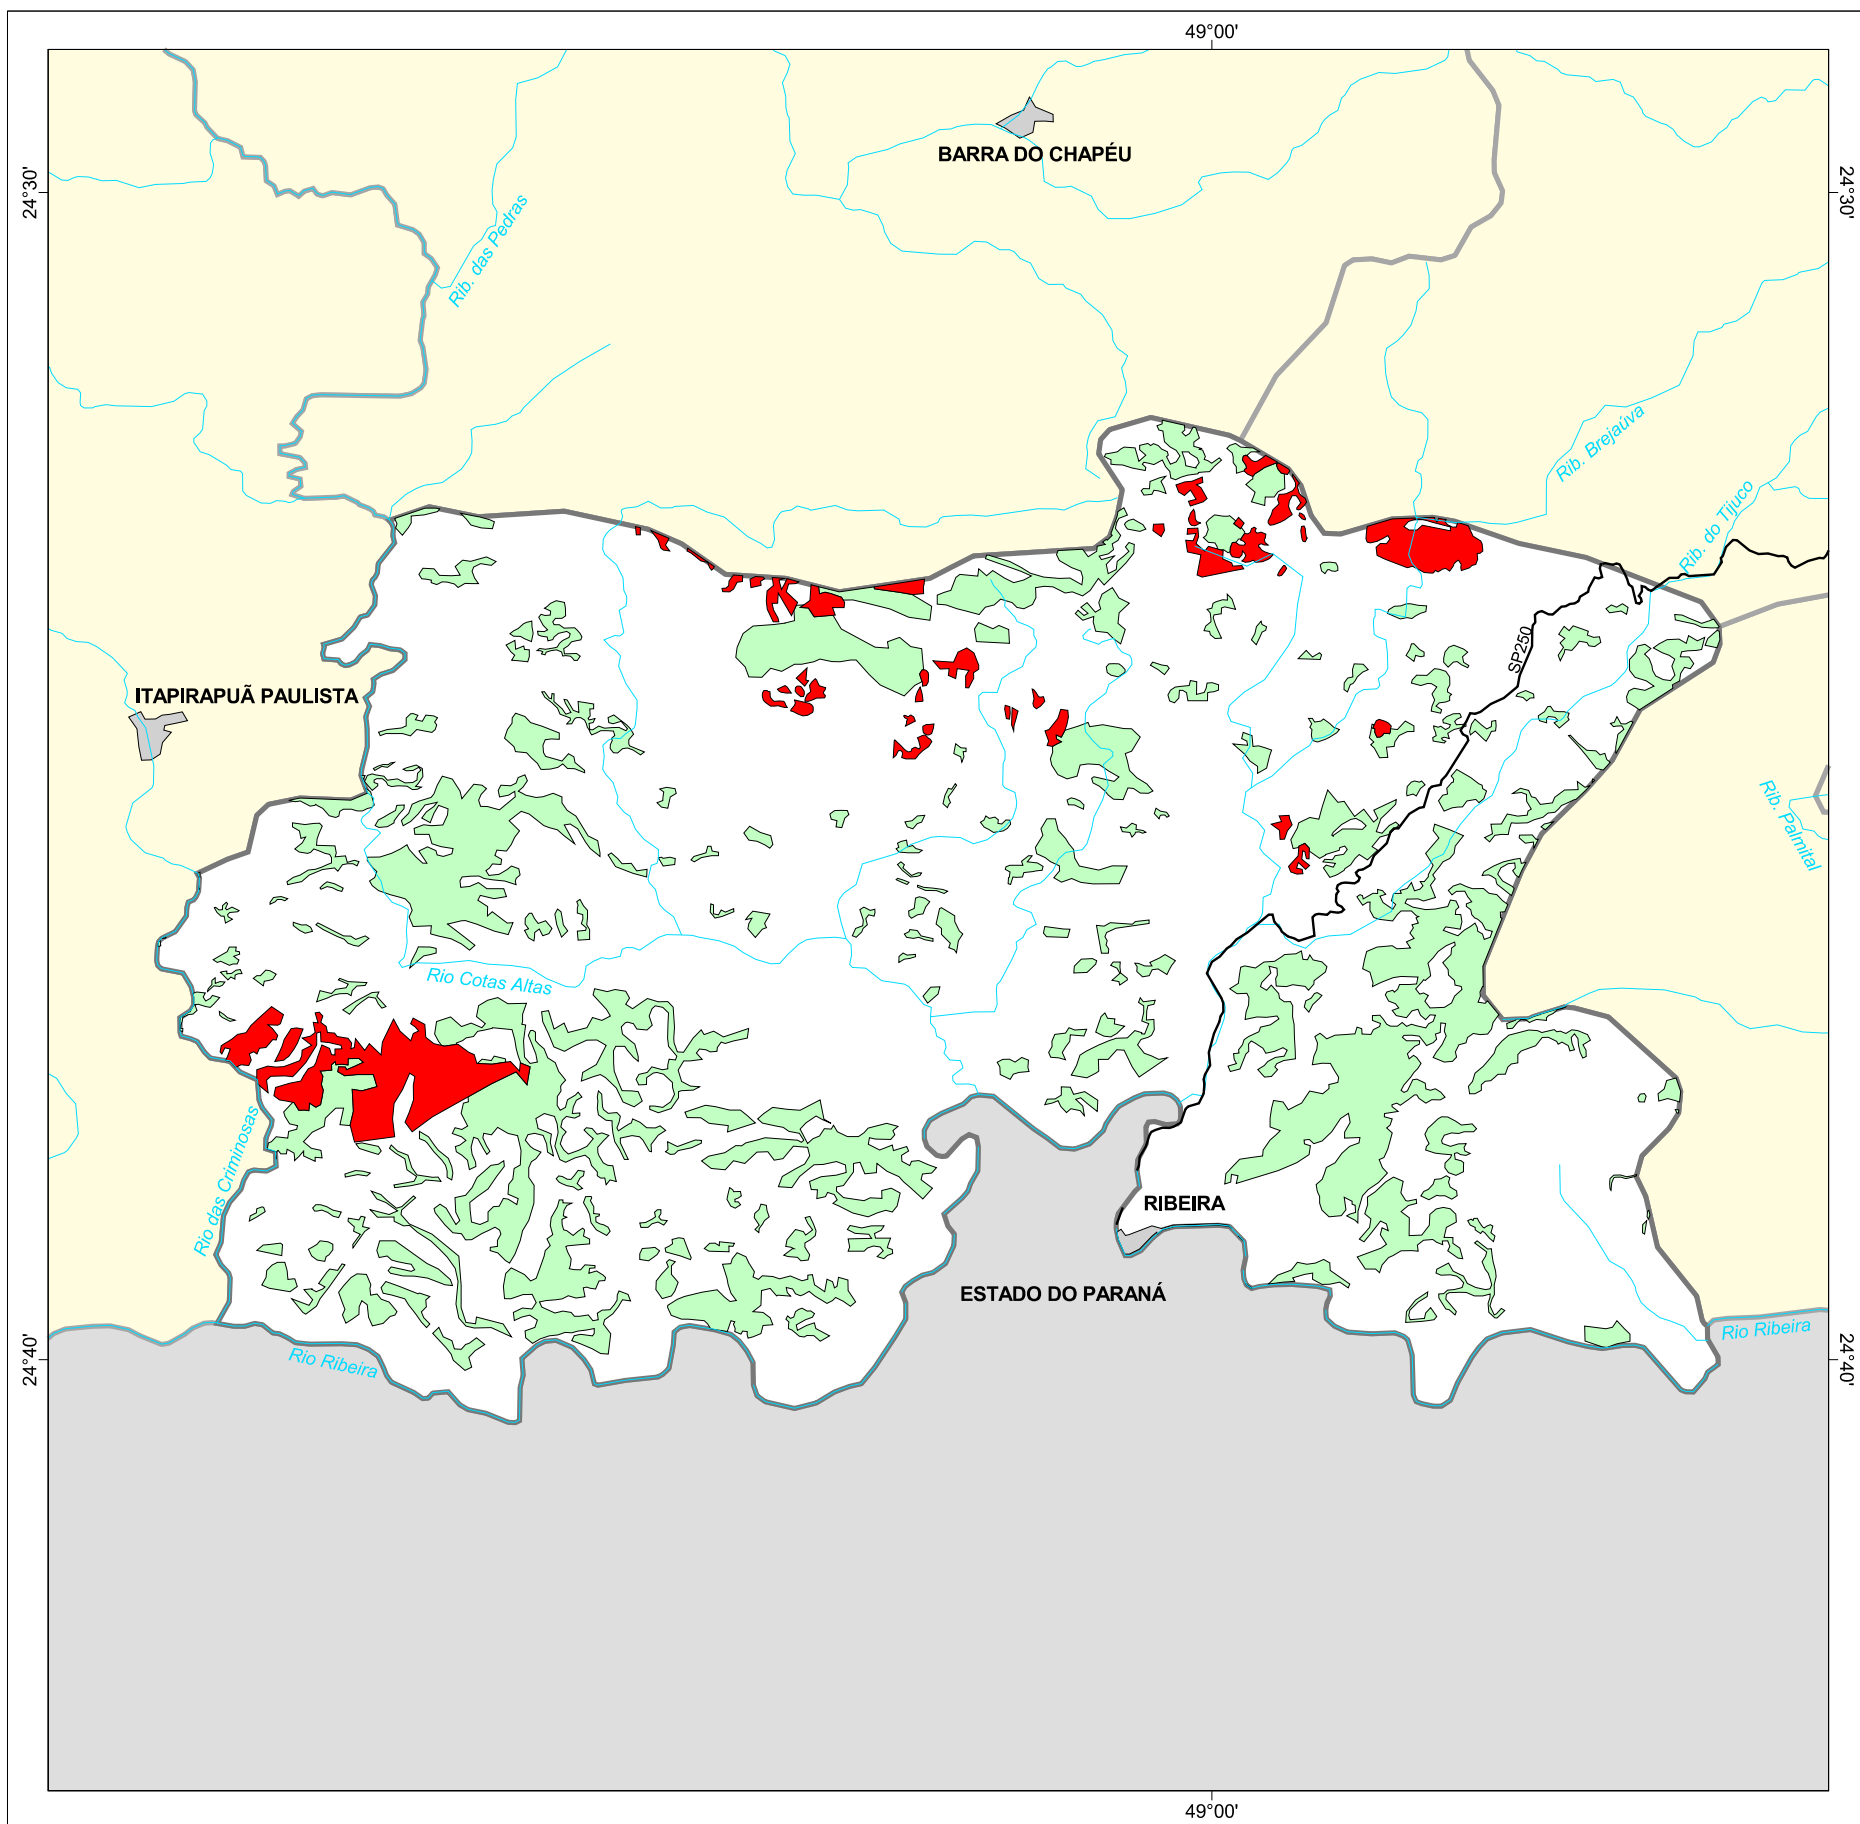 49°00'
BARRA DO CHAPÉU
24°30'
24°30'
Rib. das Pedras
Rib. Brejaúva
Rib. do Tijuco
SP250
ITAPIRAPUÃ PAULISTA
Rib. Palmital
Rio Cotas Altas
Rio das Criminosas
RIBEIRA
ESTADO DO PARANÁ
Rio Ribeira
Rio Ribeira
24°40'
24°40'
49°00'